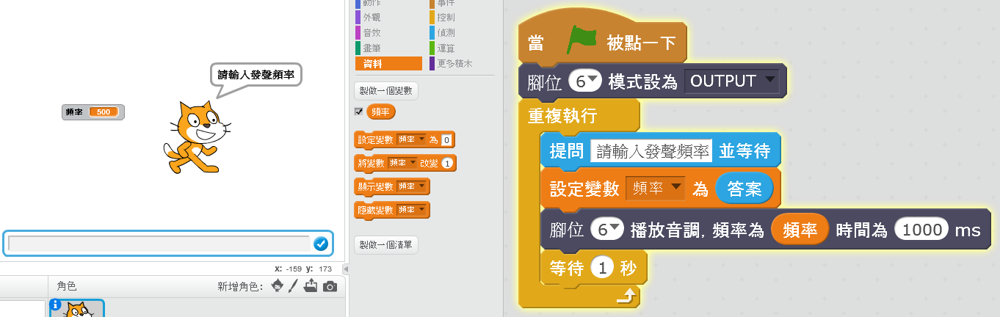 請輸入發聲頻率
頻率 500
x: -159 y: 173
角色
新增角色:
動作
事件
外觀
控制
音效
偵測
畫筆
運算
資料
更多積木
製做一個變數
頻率
設定變數 頻率 為 0
將變數 頻率 改變 1
顯示變數 頻率
隱藏變數 頻率
製做一個清單
當 被點一下
腳位 6 模式設為 OUTPUT
重複執行
提問 請輸入發聲頻率 並等待
設定變數 頻率 為 答案
腳位 6 播放音調, 頻率為 頻率 時間為 1000 ms
等待 1 秒